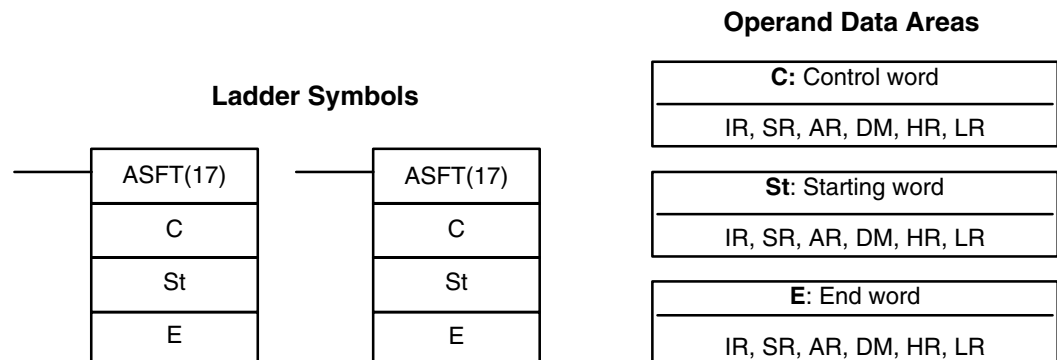 Ladder Symbols
ASFT(17)
C
St
E
ASFT(17)
C
St
E
Operand Data Areas
C: Control word
IR, SR, AR, DM, HR, LR
St: Starting word
IR, SR, AR, DM, HR, LR
E: End word
IR, SR, AR, DM, HR, LR